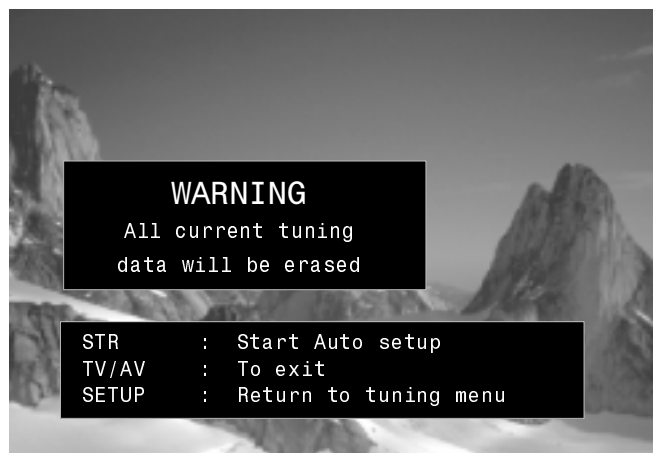 WARNING
All current tuning
data will be erased
STR : Start Auto setup
TV/AV : To exit
SETUP : Return to tuning menu